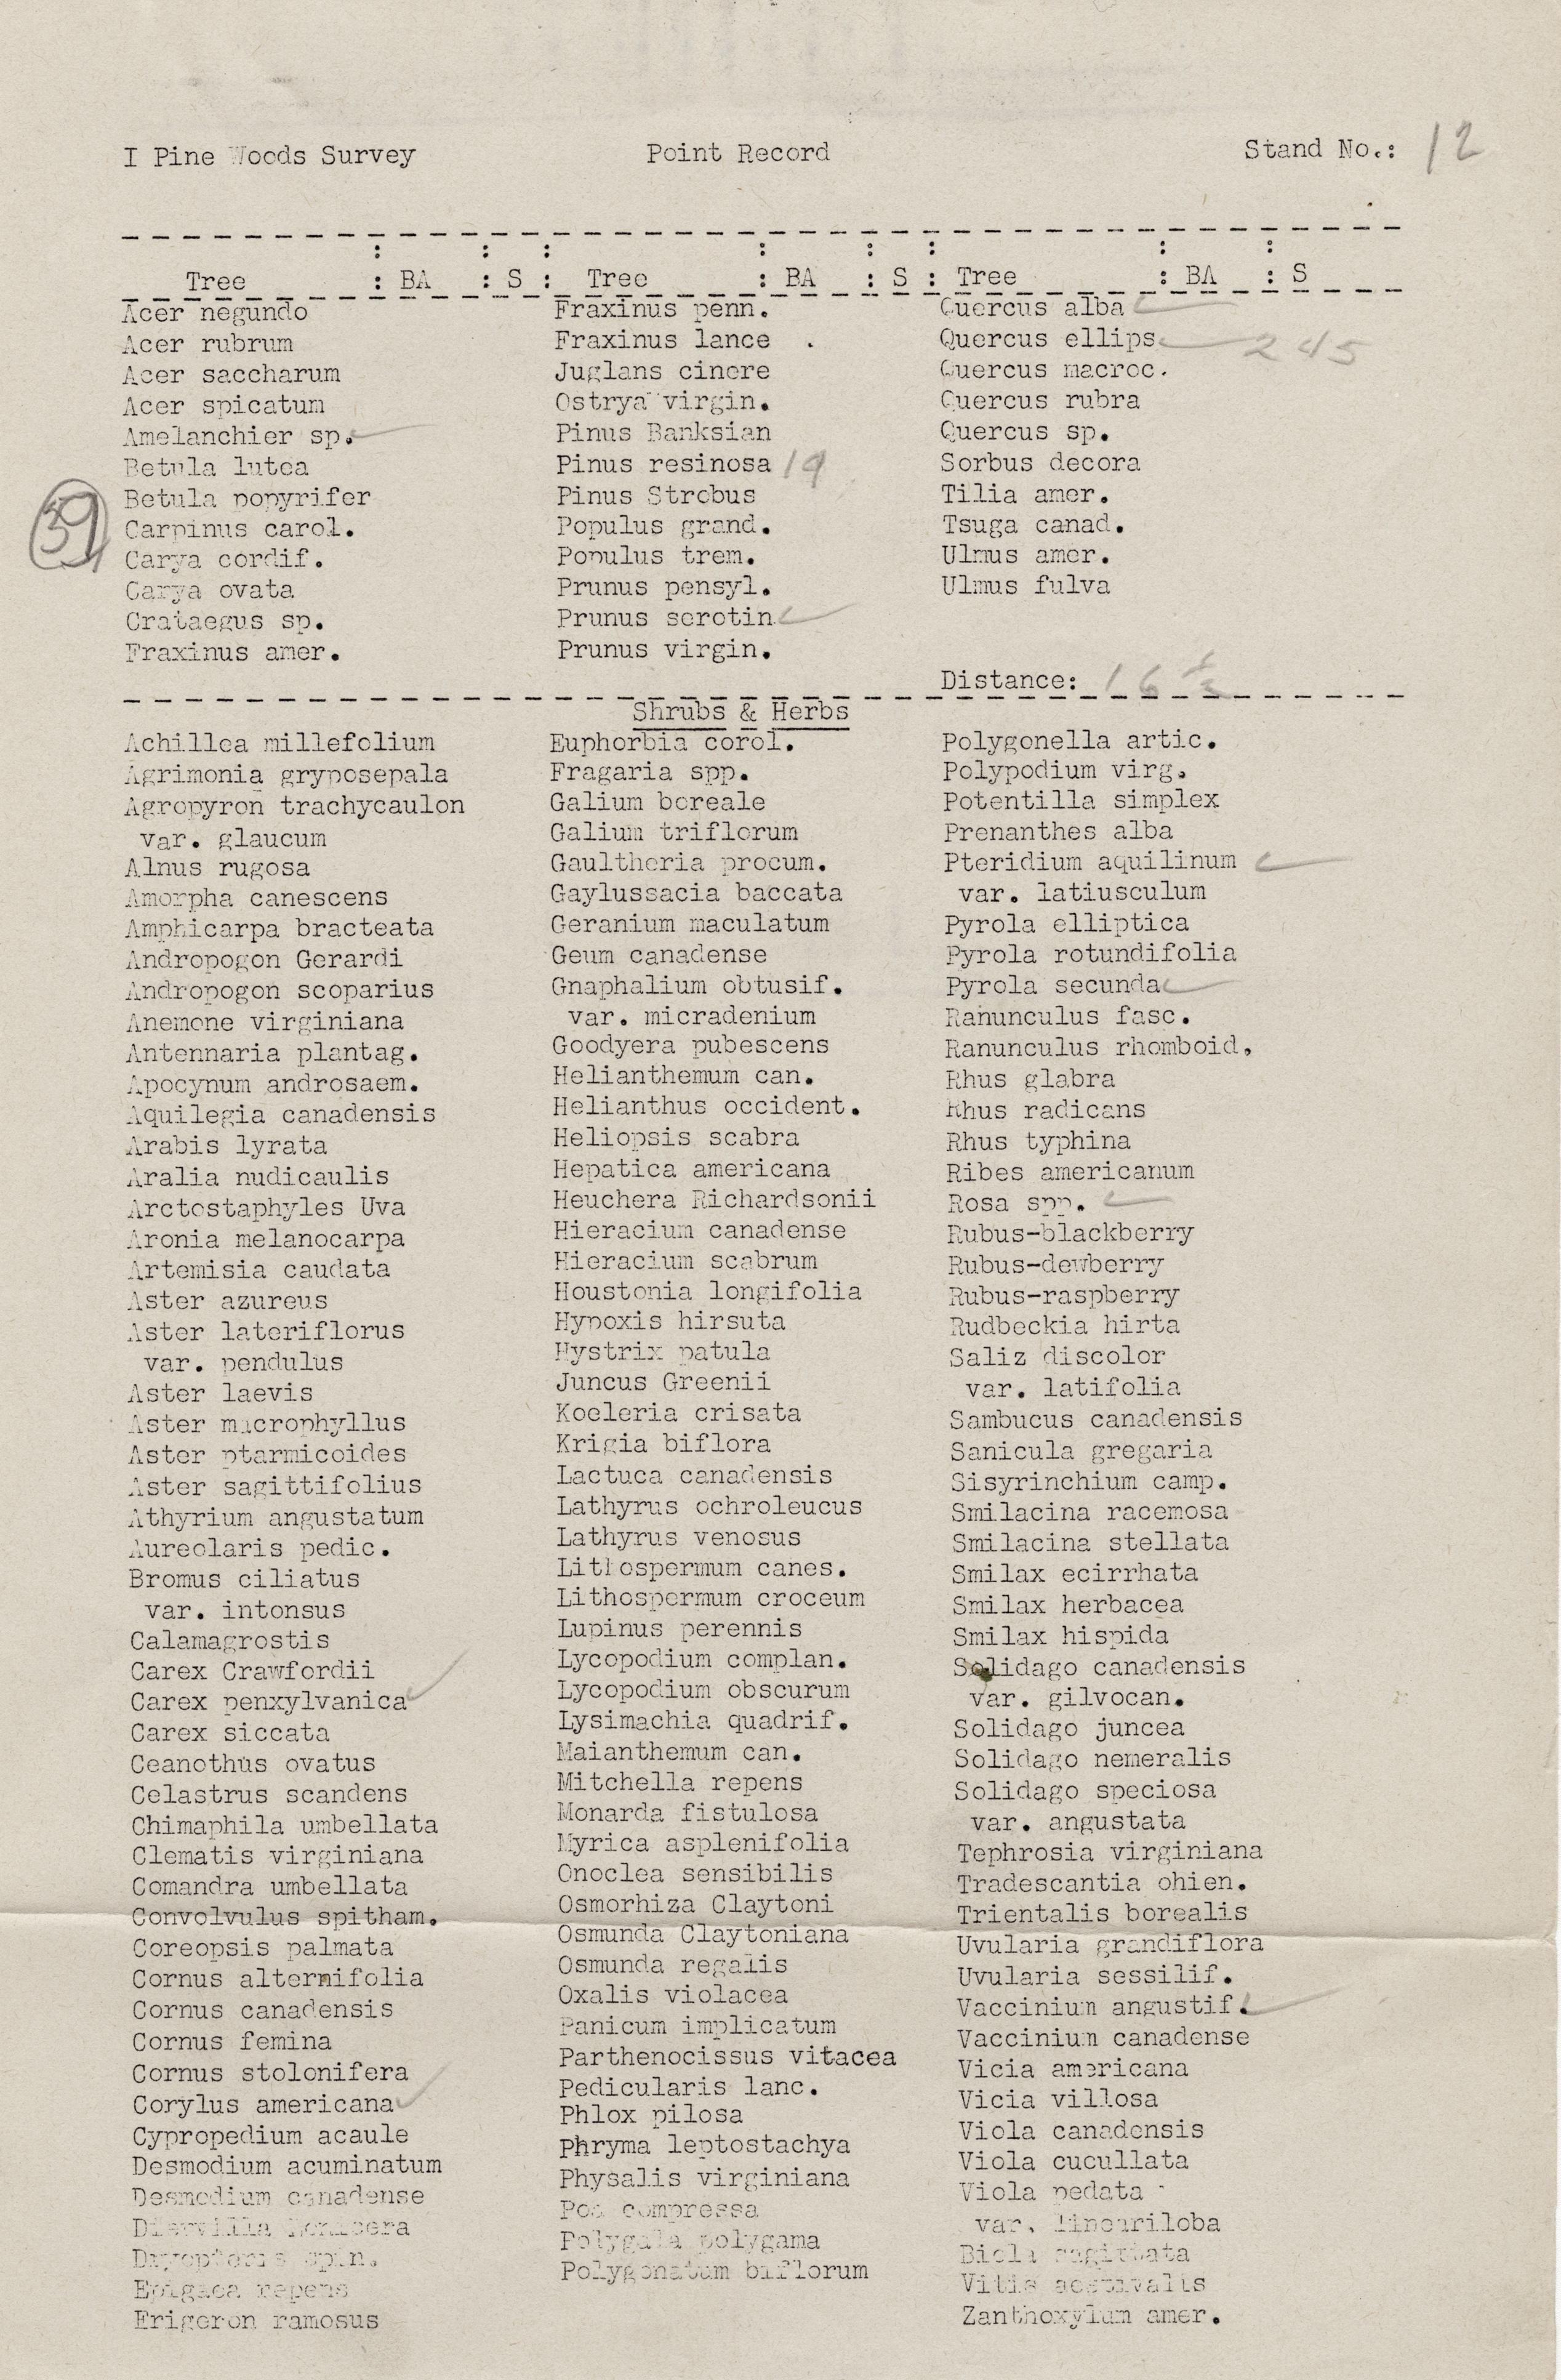 I Pine Woods Survey
Point Record
Stand No.: 12
Tree : BA : S : Tree : BA : S : Tree : BA : S
Acer negundo
Acer rubrum
Acer saccharum
Acer spicatum
Amelanchier sp.
Betula lutea
Betula popyrifer
39
Carpinus carol.
Carya cordif.
Carya ovata
Crataegus sp.
Fraxinus amer.
Fraxinus penn.
Fraxinus lance .
Juglans cinere
Ostrya virgin.
Pinus Banksian
Pinus resinosa 19
Pinus Strobus
Populus grand.
Populus trem.
Prunus pensyl.
Prunus serotin.
Prunus virgin.
Quercus alba
Quercus ellips. 245
Quercus macroc.
Quercus rubra
Quercus sp.
Sorbus decora
Tilia amer.
Tsuga canad.
Ulmus amer.
Ulmus fulva
Distance: 16 1/2
Shrubs & Herbs
Achillea millefolium
Agrimonia gryposepala
Agropyron trachycaulon
var. glaucum
Alnus rugosa
Amorpha canescens
Amphicarpa bracteata
Andropogon Gerardi
Andropogon scoparius
Anemone virginiana
Antennaria plantag.
Apocynum androsaem.
Aquilegia canadensis
Arabis lyrata
Aralia nudicaulis
Arctostaphyles Uva
Aronia melanocarpa
Artemisia caudata
Aster azureus
Aster lateriflorus
var. pendulus
Aster laevis
Aster macrophyllus
Aster ptarmicoides
Aster sagittifolius
Athyrium angustatum
Aureolaris pedic.
Bromus ciliatus
var. intonsus
Calamagrostis
Carex Crawfordii
Carex penxylvanica
Carex siccata
Ceanothus ovatus
Celastrus scandens
Chimaphila umbellata
Clematis virginiana
Comandra umbellata
Convolvulus spitham.
Coreopsis palmata
Cornus alternifolia
Cornus canadensis
Cornus femina
Cornus stolonifera
Corylus americana
Cypropedium acaule
Desmodium acuminatum
Desmodium canadense
Diervilla Lonicera
Dryopteris spin.
Epigaea repens
Erigeron ramosus
Euphorbia corol.
Fragaria spp.
Galium boreale
Galium triflorum
Gaultheria procum.
Gaylussacia baccata
Geranium maculatum
Geum canadense
Gnaphalium obtusif.
var. micradenium
Goodyera pubescens
Helianthemum can.
Helianthus occident.
Heliopsis scabra
Hepatica americana
Heuchera Richardsonii
Hieracium canadense
Hieracium scabrum
Houstonia longifolia
Hypoxis hirsuta
Hystrix patula
Juncus Greenii
Koeleria crisata
Krigia biflora
Lactuca canadensis
Lathyrus ochroleucus
Lathyrus venosus
Lithospermum canes.
Lithospermum croceum
Lupinus perennis
Lycopodium complan.
Lycopodium obscurum
Lysimachia quadrif.
Maianthemum can.
Mitchella repens
Monarda fistulosa
Myrica asplenifolia
Onoclea sensibilis
Osmorhiza Claytoni
Osmunda Claytoniana
Osmunda regalis
Oxalis violacea
Panicum implicatum
Parthenocissus vitacea
Pedicularis lanc.
Phlox pilosa
Phryma leptostachya
Physalis virginiana
Poa compressa
Polygala polygama
Polygonatum biflorum
Polygonella artic.
Polypodium virg.
Potentilla simplex
Prenanthes alba
Pteridium aquilinum
var. latiusculum
Pyrola elliptica
Pyrola rotundifolia
Pyrola secunda
Ranunculus fasc.
Ranunculus rhomboid.
Rhus glabra
Rhus radicans
Rhus typhina
Ribes americanum
Rosa spp.
Rubus-blackberry
Rubus-dewberry
Rubus-raspberry
Rudbeckia hirta
Saliz discolor
var. latifolia
Sambucus canadensis
Sanicula gregaria
Sisyrinchium camp.
Smilacina racemosa
Smilacina stellata
Smilax ecirrhata
Smilax herbacea
Smilax hispida
Solidago canadensis
var. gilvocan.
Solidago juncea
Solidago nemeralis
Solidago speciosa
var. angustata
Tephrosia virginiana
Tradescantia ohien.
Trientalis borealis
Uvularia grandiflora
Uvularia sessilif.
Vaccinium angustif.
Vaccinium canadense
Vicia americana
Vicia villosa
Viola canadensis
Viola cucullata
Viola pedata
var. lineariloba
Biola sagittata
Vitis aestivalis
Zanthoxylum amer.